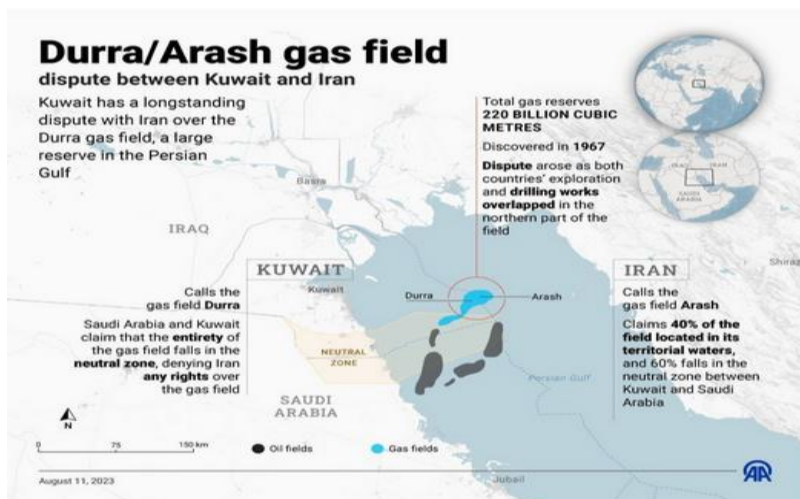 Durra/Arash gas field
dispute between Kuwait and Iran
Kuwait has a longstanding
dispute with Iran over the
Durra gas field, a large
reserve in the Persian
Gulf
Total gas reserves
220 BILLION CUBIC
METRES
Discovered in 1967
Dispute arose as both
countries' exploration
and drilling works
overlapped in the
northern part of the
field
IRAQ
IRAN
SAUDI
ARABIA
Basra
IRAQ
Shiraz
KUWAIT
Kuwait
Calls the
gas field Durra
Saudi Arabia and Kuwait
claim that the entirety of
the gas field falls in the
neutral zone, denying Iran
any rights over
the gas field
Durra
Arash
NEUTRAL
ZONE
Persian Gulf
IRAN
Calls the
gas field Arash
Claims 40% of the
field located in its
territorial waters,
and 60% falls in the
neutral zone between
Kuwait and Saudi
Arabia
SAUDI
ARABIA
N
0 75 150 km
Oil fields
Gas fields
August 11, 2023
Jubail
AA